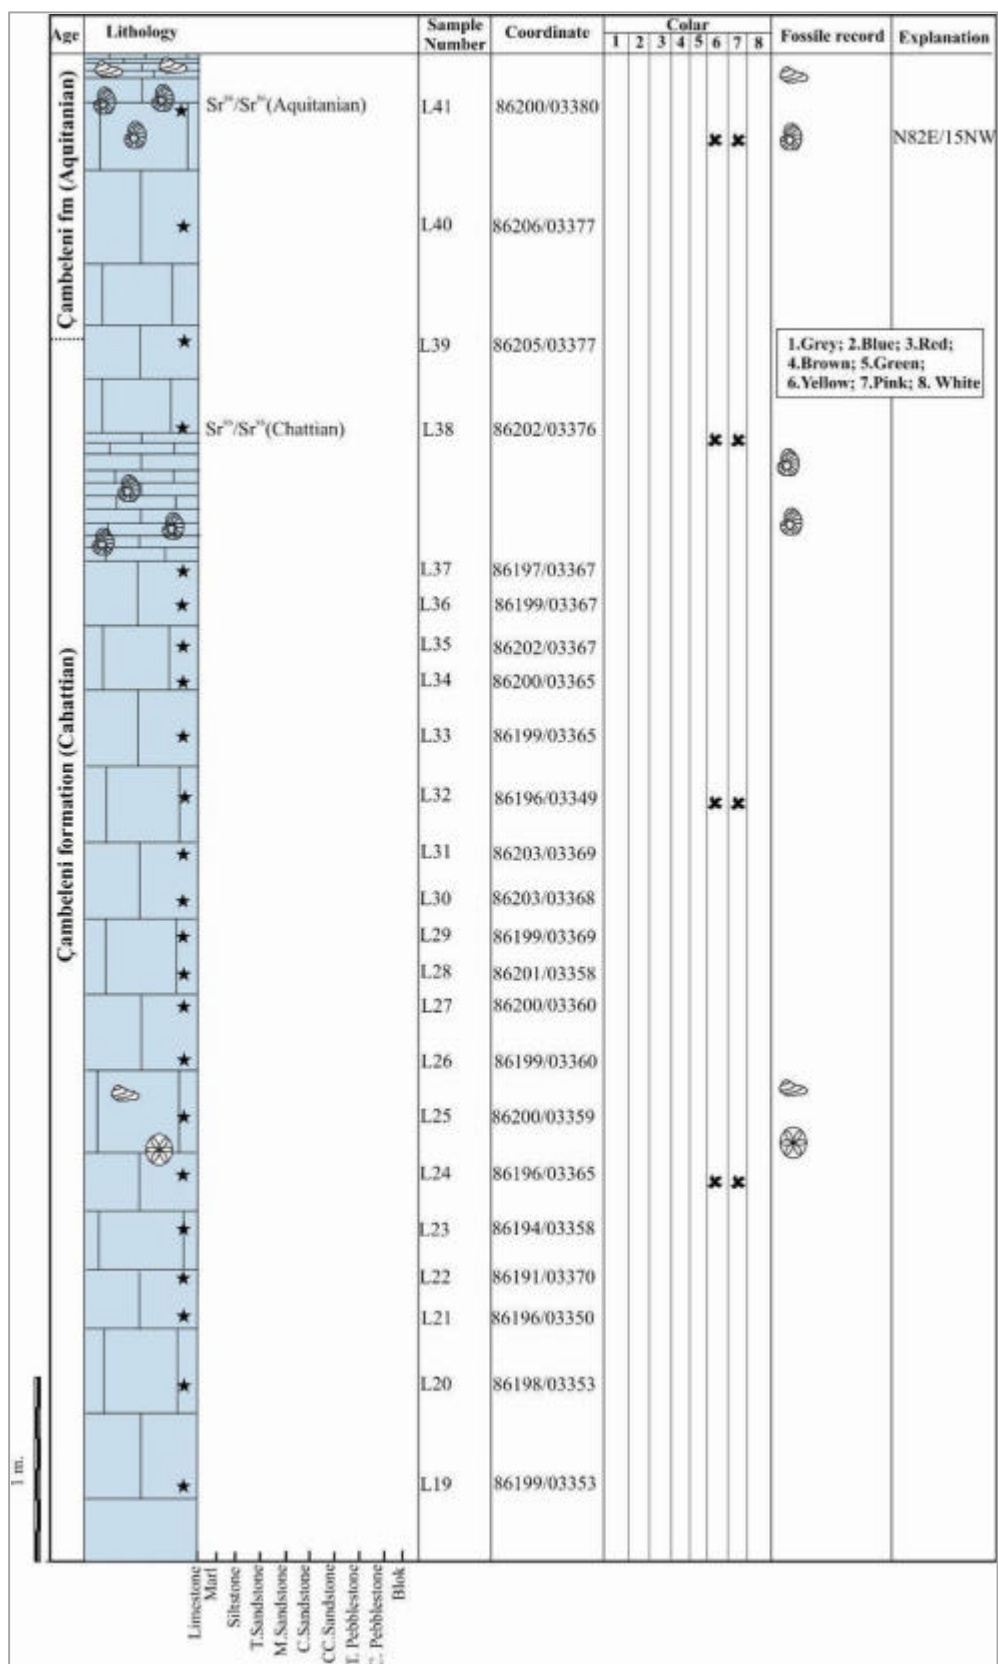 Age Lithology Sample Number Coordinate Colar Fossile record Explanation
1 2 3 4 5 6 7 8
Çambeleni fm (Aquitanian)
Çambeleni formation (Cahattian)
(Aquitanian) L41 86200/03380
N82E/15NW
L40 86206/03377
L39 86205/03377
1.Grey; 2.Blue; 3.Red;
4.Brown; 5.Green;
6.Yellow; 7.Pink; 8. White
(Chattian) L38 86202/03376
L37 86197/03367
L36 86199/03367
L35 86202/03367
L34 86200/03365
L33 86199/03365
L32 86196/03349
L31 86203/03369
L30 86203/03368
L29 86199/03369
L28 86201/03358
L27 86200/03360
L26 86199/03360
L25 86200/03359
L24 86196/03365
L23 86194/03358
L22 86191/03370
L21 86196/03350
L20 86198/03353
L19 86199/03353
1 m.
Limestone
Marl
Siltstone
T.Sandstone
M.Sandstone
C.Sandstone
CC.Sandstone
Pebblestone
Pebblestone
Blok